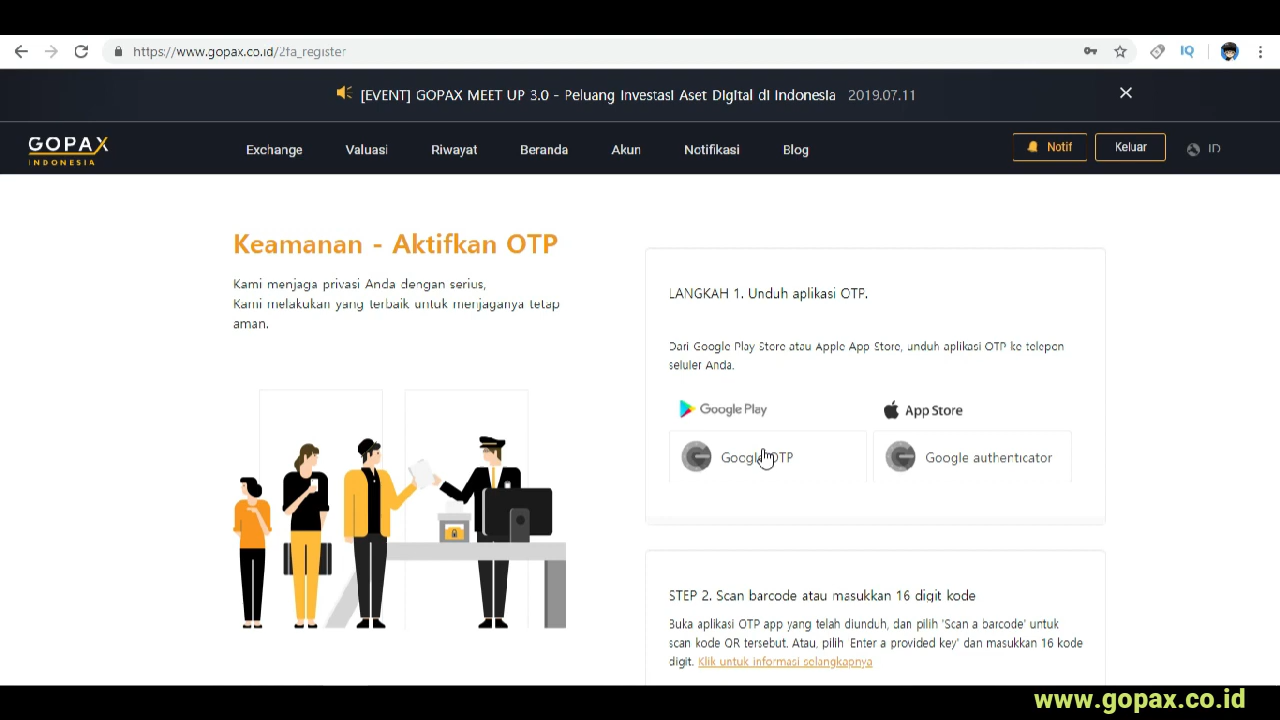 https://www.gopax.co.id/2fa_register
IQ
[EVENT] GOPAX MEET UP 3.0 - Peluang Investasi Aset Digital di Indonesia 2019.07.11
GOPAX
INDONESIA
Exchange Valuasi Riwayat Beranda Akun Notifikasi Blog
Notif Keluar ID
Keamanan - Aktifkan OTP
Kami menjaga privasi Anda dengan serius,
Kami melakukan yang terbaik untuk menjaganya tetap
aman.
LANGKAH 1. Unduh aplikasi OTP.
Dari Google Play Store atau Apple App Store, unduh aplikasi OTP ke telepon
seluler Anda.
Google Play
App Store
Google OTP
Google authenticator
STEP 2. Scan barcode atau masukkan 16 digit kode
Buka aplikasi OTP app yang telah diunduh, dan pilih 'Scan a barcode' untuk
scan kode QR tersebut. Atau, pilih 'Enter a provided key' dan masukkan 16 kode
digit. Klik untuk informasi selangkapnya
www.gopax.co.id